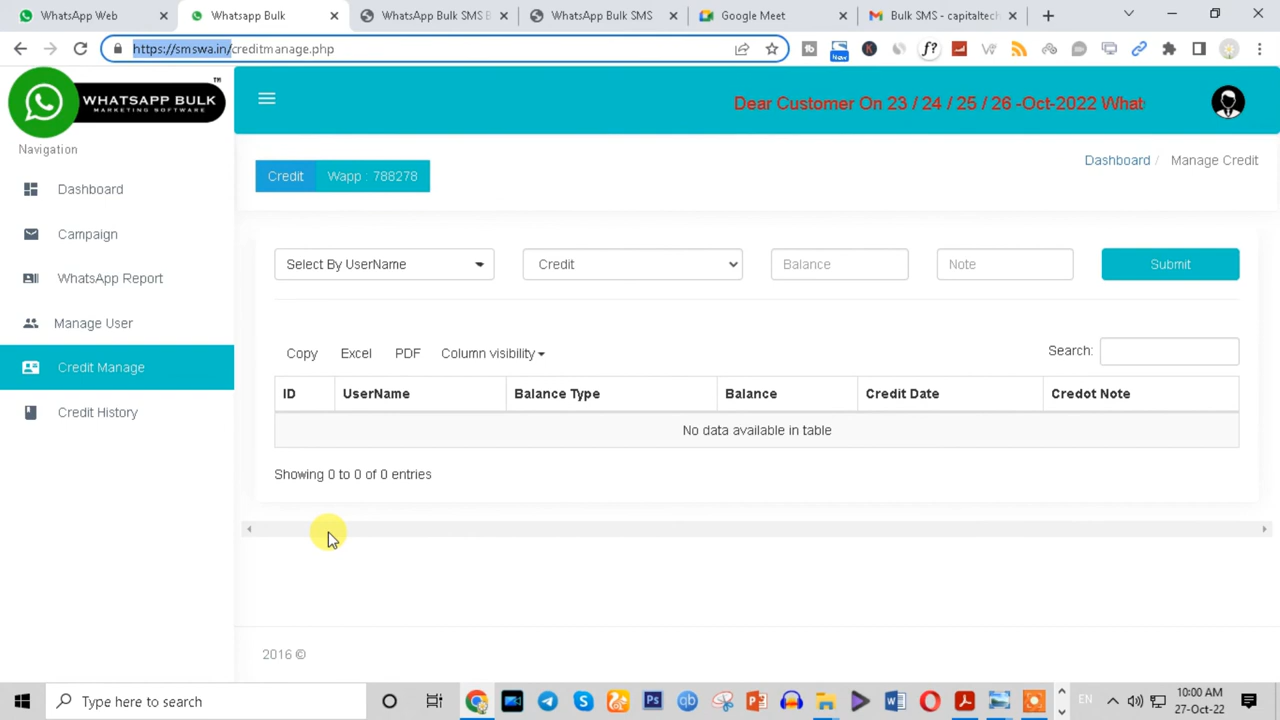 WhatsApp Web
Whatsapp Bulk
WhatsApp Bulk SMS B
WhatsApp Bulk SMS
Google Meet
Bulk SMS - capitaltech
https://smswa.in/creditmanage.php
New
f?
WHATSAPP BULK
MARKETING SOFTWARE
TM
Dear Customer On 23 / 24 / 25 / 26 -Oct-2022 What
Navigation
Dashboard
Campaign
WhatsApp Report
Manage User
Credit Manage
Credit History
Credit Wapp : 788278
Dashboard / Manage Credit
Select By UserName Credit Balance Note Submit
Copy Excel PDF Column visibility
Search:
ID UserName Balance Type Balance Credit Date Credot Note
No data available in table
Showing 0 to 0 of 0 entries
2016 ©
Type here to search
EN
10:00 AM
27-Oct-22